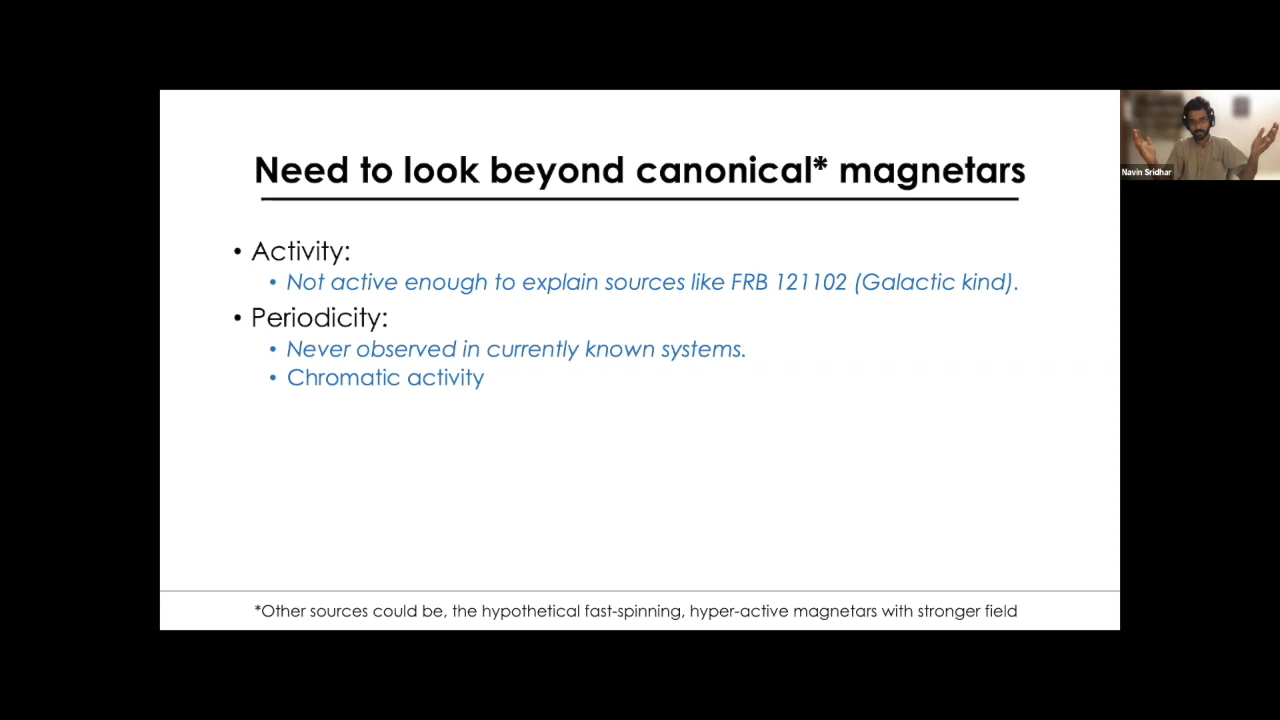 Need to look beyond canonical* magnetars
Navin Sridhar
• Activity:
• Not active enough to explain sources like FRB 121102 (Galactic kind).
• Periodicity:
• Never observed in currently known systems.
• Chromatic activity
*Other sources could be, the hypothetical fast-spinning, hyper-active magnetars with stronger field